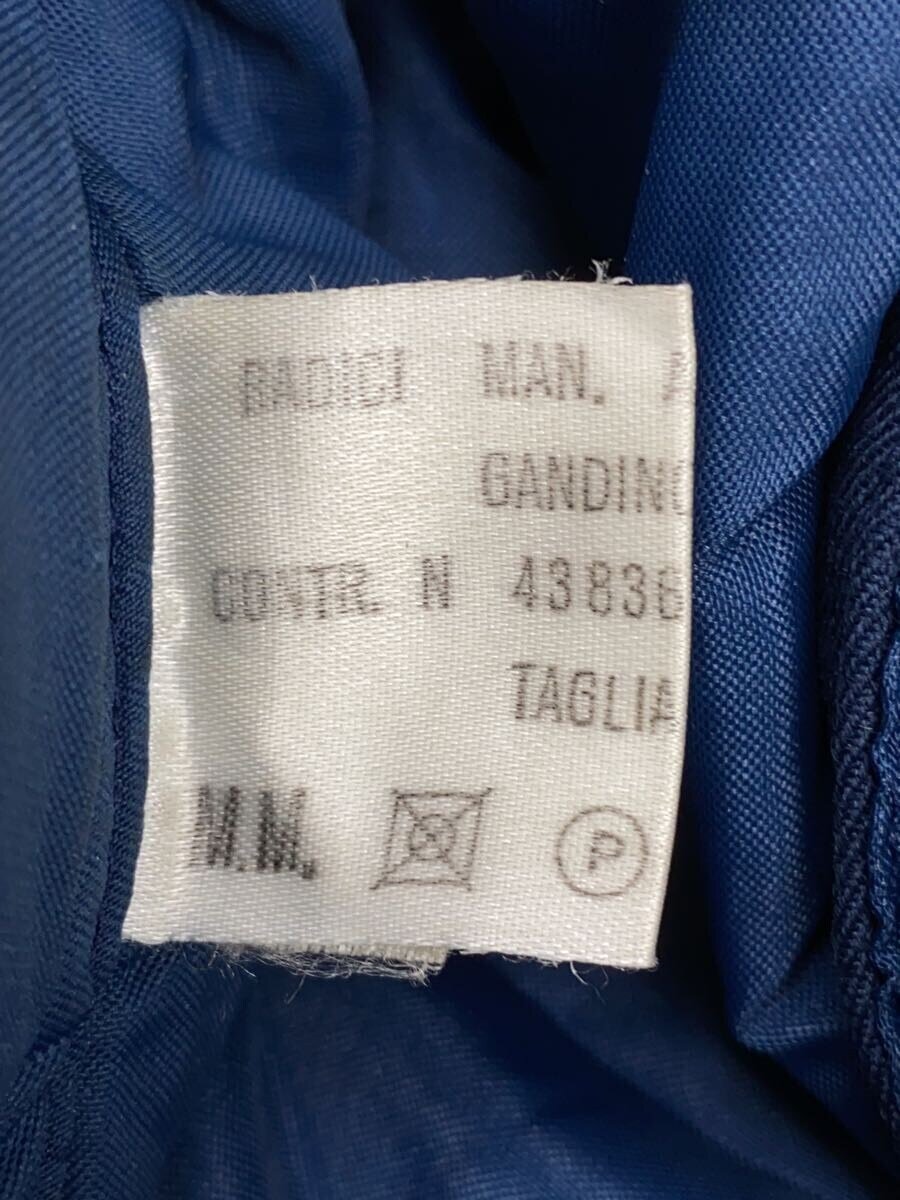 RADICI MAN.
GANDINO
CONTR. N 43836
TAGLIA
M.M. P